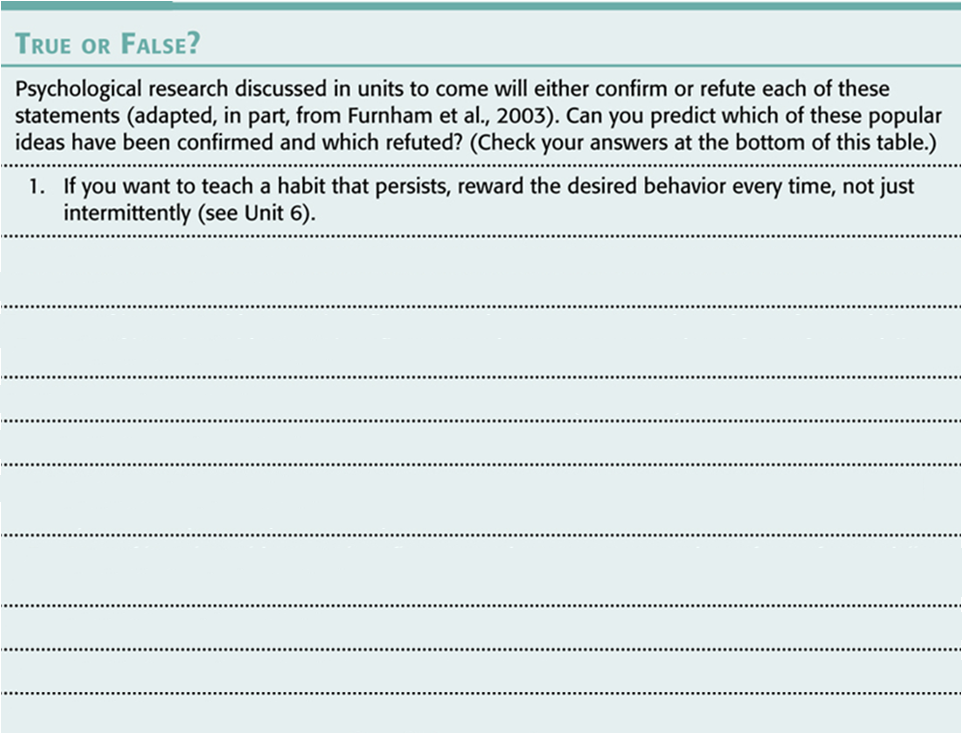 TRUE OR FALSE?
Psychological research discussed in units to come will either confirm or refute each of these
statements (adapted, in part, from Furnham et al., 2003). Can you predict which of these popular
ideas have been confirmed and which refuted? (Check your answers at the bottom of this table.)
1. If you want to teach a habit that persists, reward the desired behavior every time, not just
intermittently (see Unit 6).